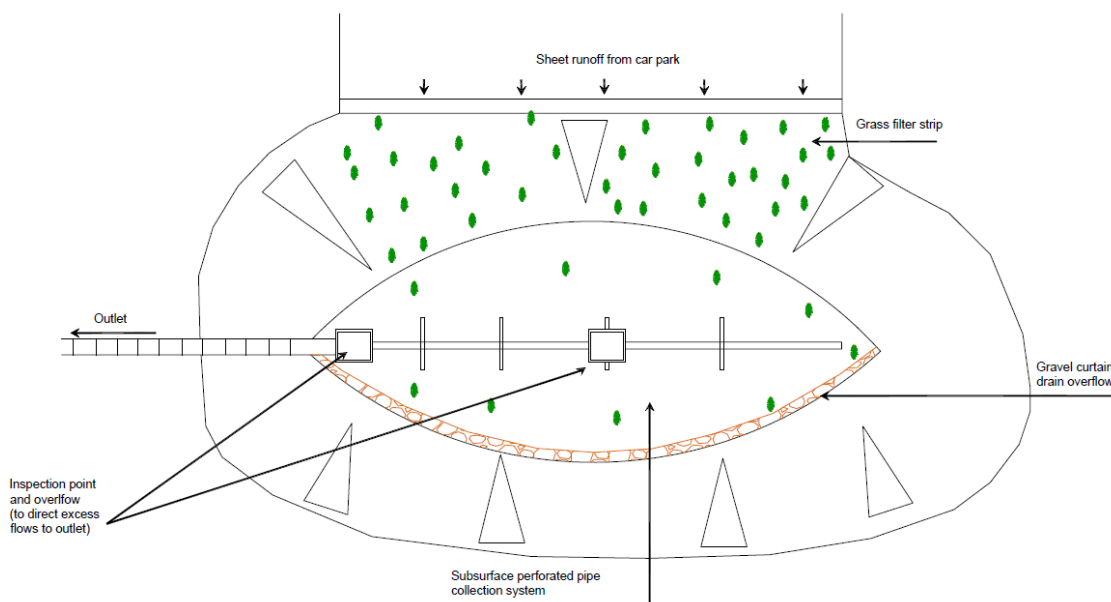 Sheet runoff from car park
Grass filter strip
Outlet
Gravel curtain
drain overflow
Inspection point
and overlfow
(to direct excess
flows to outlet)
Subsurface perforated pipe
collection system